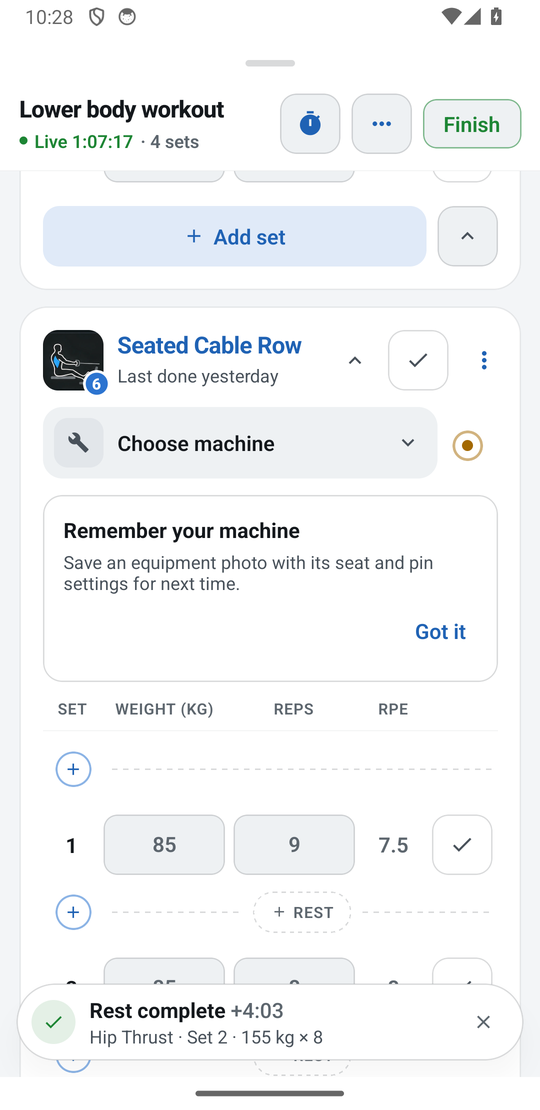 10:28
Lower body workout
Live 1:07:17 · 4 sets
Finish
+ Add set
Seated Cable Row
6
Last done yesterday
Choose machine
Remember your machine
Save an equipment photo with its seat and pin
settings for next time.
Got it
SET WEIGHT (KG) REPS RPE
1 85 9 7.5
+ REST
Rest complete +4:03
Hip Thrust · Set 2 · 155 kg × 8